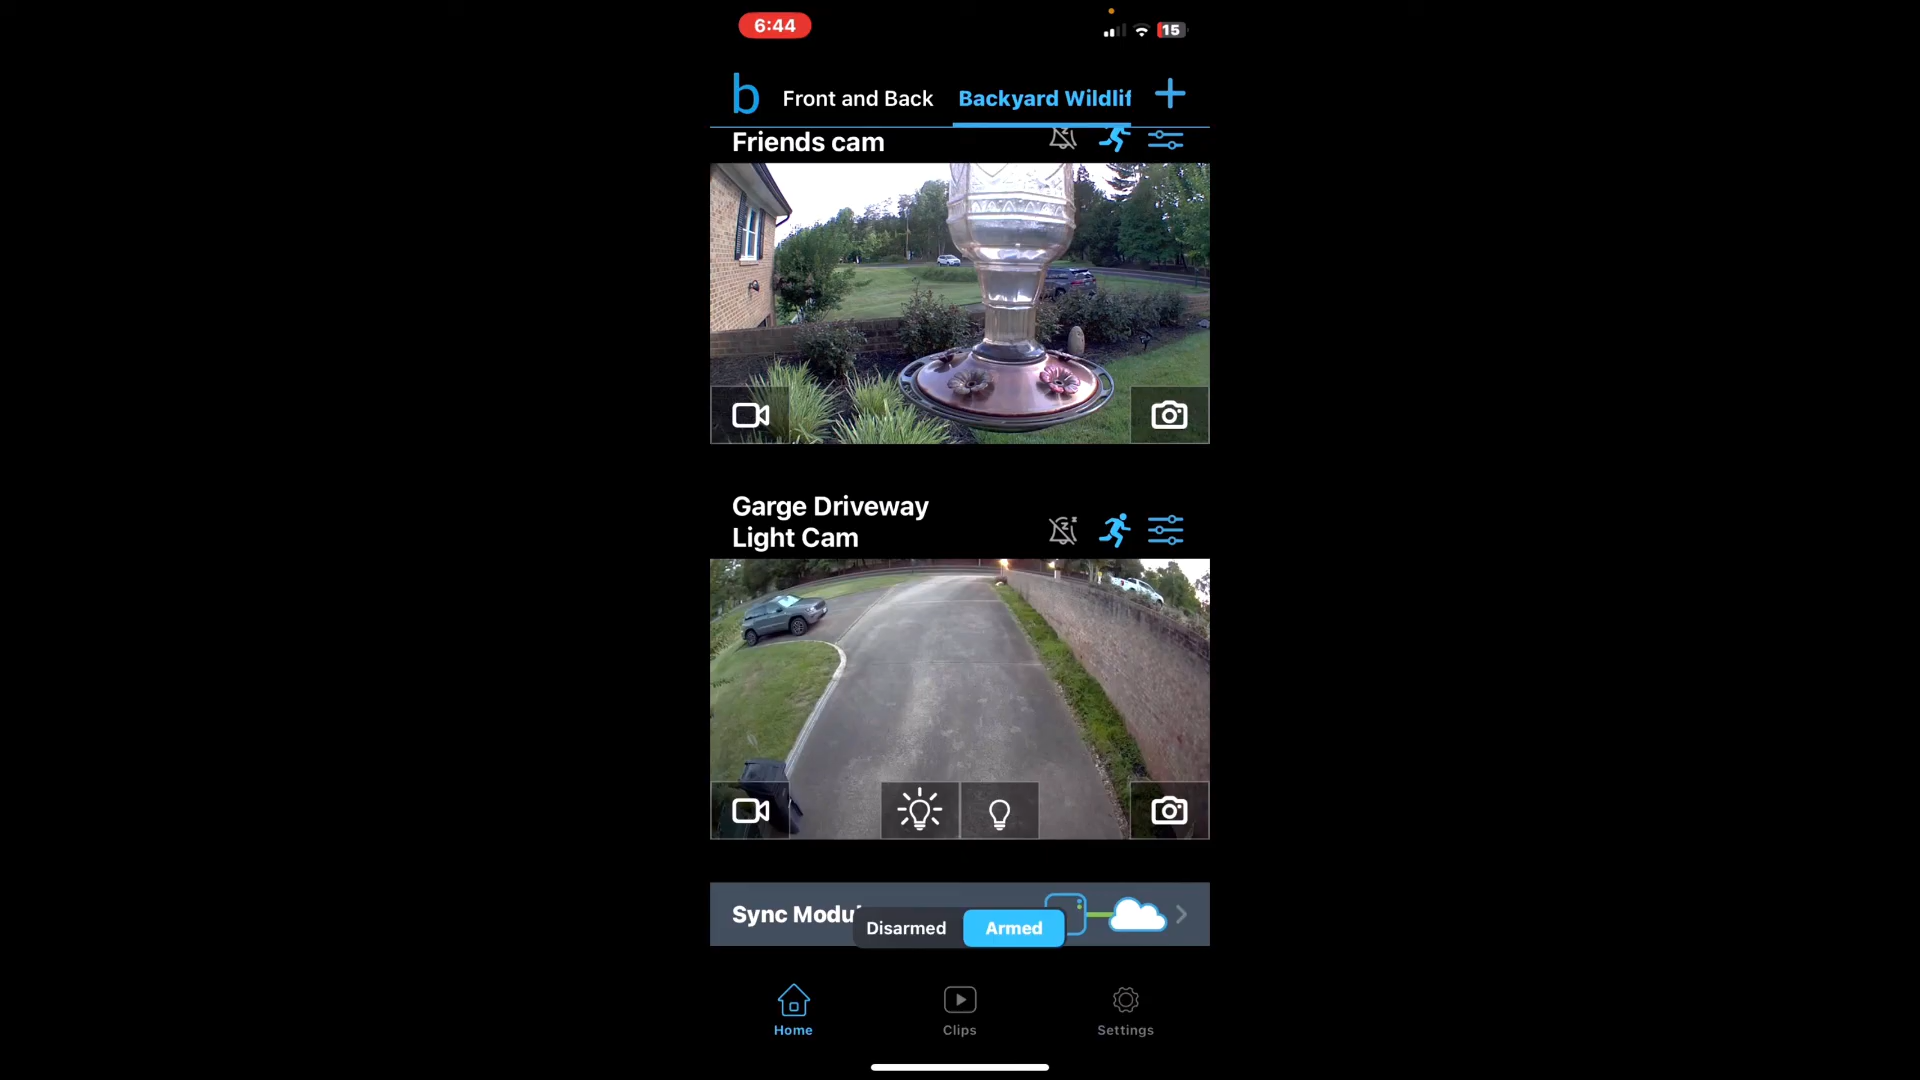 6:44
15
b Front and Back Backyard Wildlif
Friends cam
Garge Driveway
Light Cam
Sync Modul
Disarmed Armed
Home Clips Settings